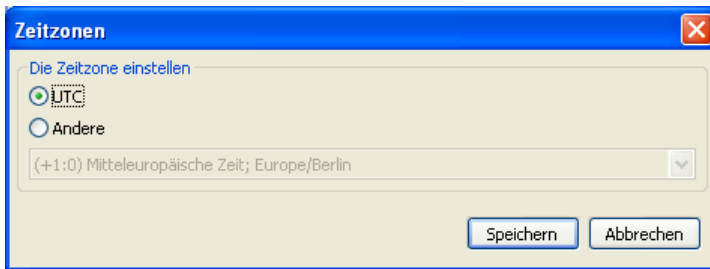 Zeitzonen
Die Zeitzone einstellen
UTC
Andere
(+1:0) Mitteleuropäische Zeit; Europe/Berlin
Speichern Abbrechen